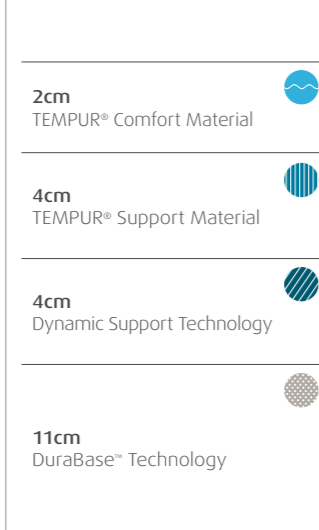 2cm
TEMPUR® Comfort Material
4cm
TEMPUR® Support Material
4cm
Dynamic Support Technology
11cm
DuraBase™ Technology